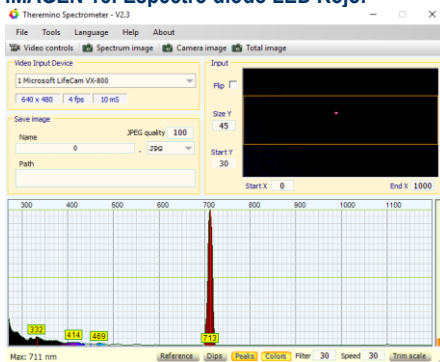 IMAGEN 10. Espectro diodo LED Rojo.
Theremino Spectrometer - V2.3
File Tools Language Help About
Video controls Spectrum image Camera image Total image
Video Input Device
1 Microsoft LifeCam VX-800
640 x 480 4 fps 10 mS
Save image
Name JPEG quality 100
0 . JPG
Path
Input
Flip
Size Y
45
Start Y
30
Start X 0 End X 1000
300 400 500 600 700 800 900 1000 1100
332 414 469 713
Max: 711 nm Reference Dips Peaks Colors Filter 30 Speed 30 Trim scale